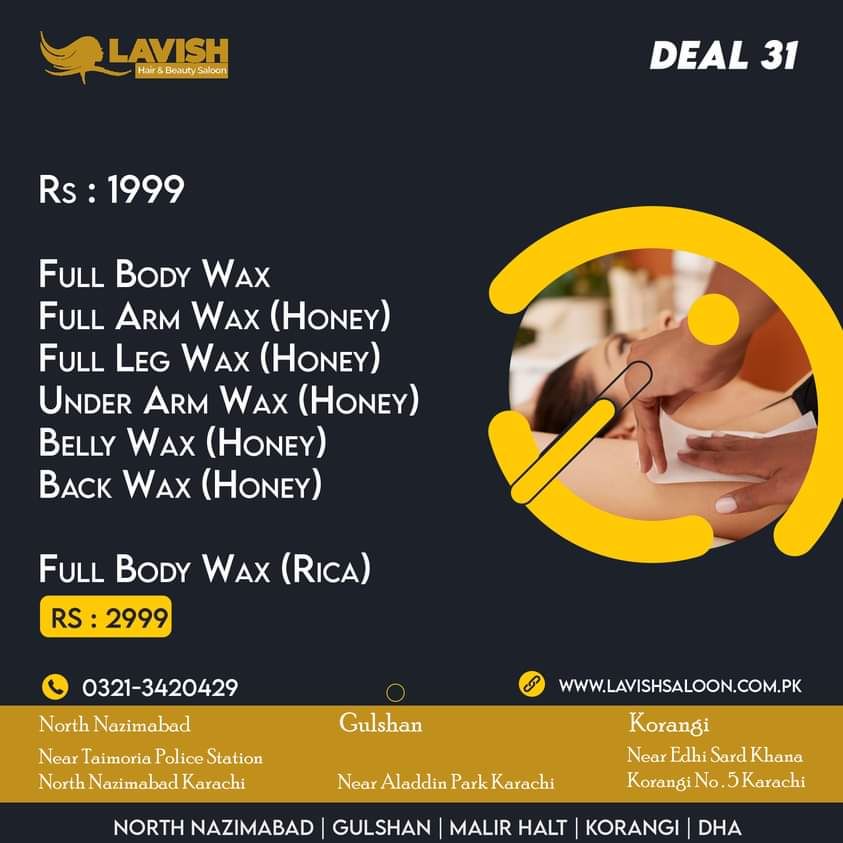 LAVISH
Hair & Beauty Saloon
DEAL 31
Rs : 1999
Full Body Wax
Full Arm Wax (Honey)
Full Leg Wax (Honey)
Under Arm Wax (Honey)
Belly Wax (Honey)
Back Wax (Honey)
Full Body Wax (Rica)
RS : 2999
0321-3420429
WWW.LAVISHSALOON.COM.PK
North Nazimabad
Near Taimoria Police Station
North Nazimabad Karachi
Gulshan
Near Aladdin Park Karachi
Korangi
Near Edhi Sard Khana
Korangi No . 5 Karachi
NORTH NAZIMABAD | GULSHAN | MALIR HALT | KORANGI | DHA